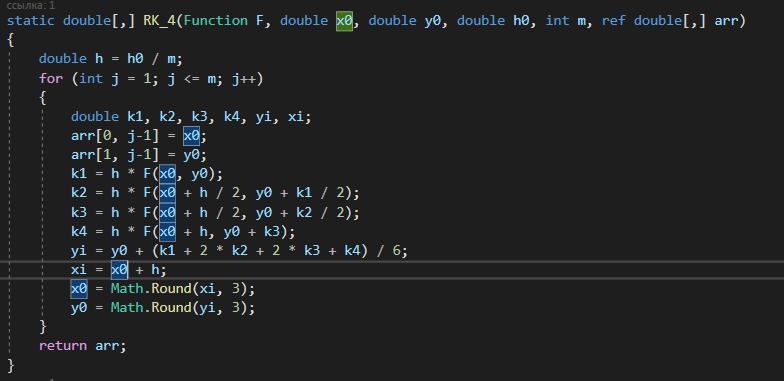 ссылка: 1
static double[,] RK_4(Function F, double x0, double y0, double h0, int m, ref double[,] arr)
{
double h = h0 / m;
for (int j = 1; j <= m; j++)
{
double k1, k2, k3, k4, yi, xi;
arr[0, j-1] = x0;
arr[1, j-1] = y0;
k1 = h * F(x0, y0);
k2 = h * F(x0 + h / 2, y0 + k1 / 2);
k3 = h * F(x0 + h / 2, y0 + k2 / 2);
k4 = h * F(x0 + h, y0 + k3);
yi = y0 + (k1 + 2 * k2 + 2 * k3 + k4) / 6;
xi = x0 + h;
x0 = Math.Round(xi, 3);
y0 = Math.Round(yi, 3);
}
return arr;
}